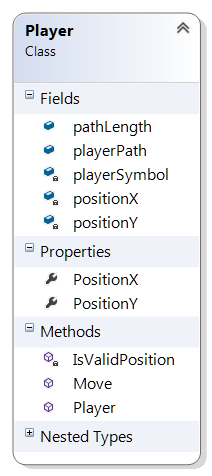 Player
Class
Fields
pathLength
playerPath
playerSymbol
positionX
positionY
Properties
PositionX
PositionY
Methods
IsValidPosition
Move
Player
Nested Types